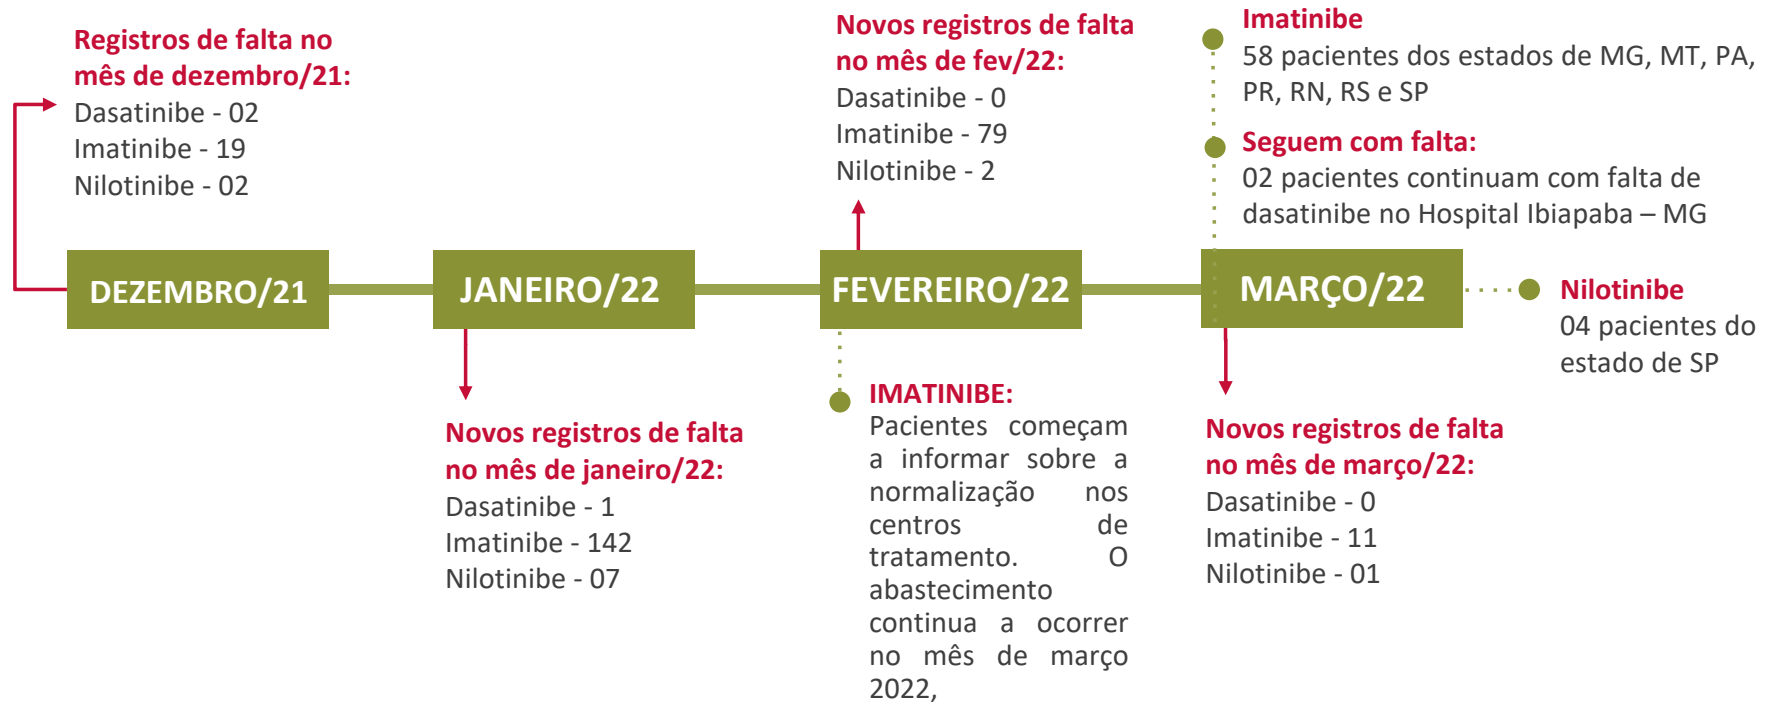 Registros de falta no
mês de dezembro/21:
Dasatinibe - 02
Imatinibe - 19
Nilotinibe - 02
DEZEMBRO/21
JANEIRO/22
Novos registros de falta
no mês de janeiro/22:
Dasatinibe - 1
Imatinibe - 142
Nilotinibe - 07
Novos registros de falta
no mês de fev/22:
Dasatinibe - 0
Imatinibe - 79
Nilotinibe - 2
FEVEREIRO/22
IMATINIBE:
Pacientes começam
a informar sobre a
normalização nos
centros de
tratamento. O
abastecimento
continua a ocorrer
no mês de março
2022,
Imatinibe
58 pacientes dos estados de MG, MT, PA,
PR, RN, RS e SP
Seguem com falta:
02 pacientes continuam com falta de
dasatinibe no Hospital Ibiapaba – MG
MARÇO/22
Nilotinibe
04 pacientes do
estado de SP
Novos registros de falta
no mês de março/22:
Dasatinibe - 0
Imatinibe - 11
Nilotinibe - 01